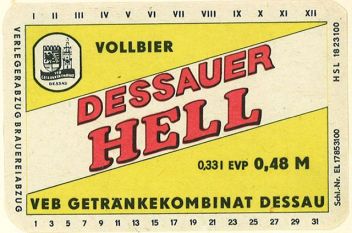 I II III IV V VI VII VIII IX X XI XII
VERLEGERABZUG BRAUEREIABZUG
DESSAU
VOLLBIER
DESSAUER
HELL
0,33 l EVP 0,48 M
VEB GETRÄNKEKOMBINAT DESSAU
1 3 5 7 9 11 13 15 17 19 21 23 25 27 29 31
HSL 1823100
Schl.-Nr. EL 17853100